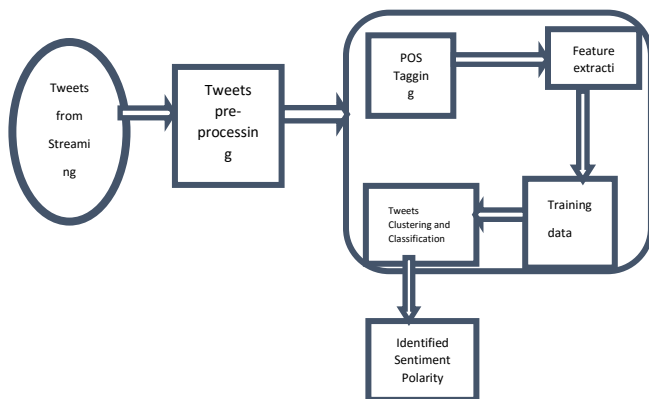 Tweets
from
Streami
ng
Tweets
pre-
processin
g
POS
Taggin
g
Feature
extracti
Training
data
Tweets
Clustering and
Classification
Identified
Sentiment
Polarity